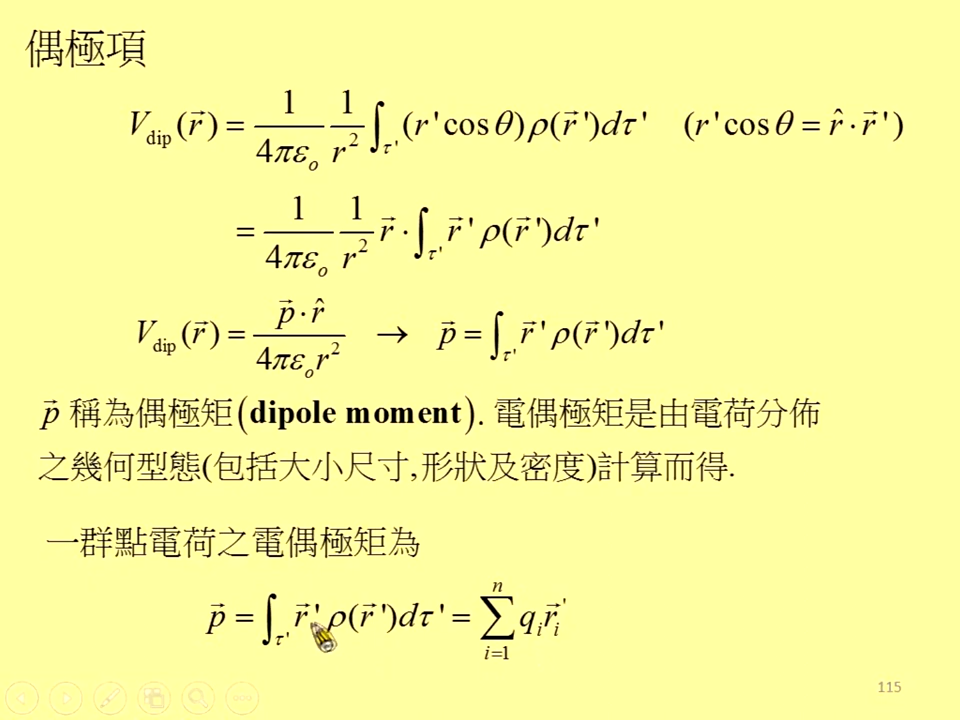 偶極項
V_dip(r⃗) = 1/(4πε_o) 1/r² ∫_τ' (r' cos θ) ρ(r⃗') dτ'  (r' cos θ = r̂ · r⃗')
= 1/(4πε_o) 1/r² r⃗ · ∫_τ' r⃗' ρ(r⃗') dτ'
V_dip(r⃗) = (p⃗ · r̂)/(4πε_o r²) → p⃗ = ∫_τ' r⃗' ρ(r⃗') dτ'
p⃗ 稱為偶極矩(dipole moment). 電偶極矩是由電荷分佈
之幾何型態(包括大小尺寸,形狀及密度)計算而得.
一群點電荷之電偶極矩為
p⃗ = ∫_τ' r⃗' ρ(r⃗') dτ' = ∑_{i=1}^{n} q_i r⃗_i'
115